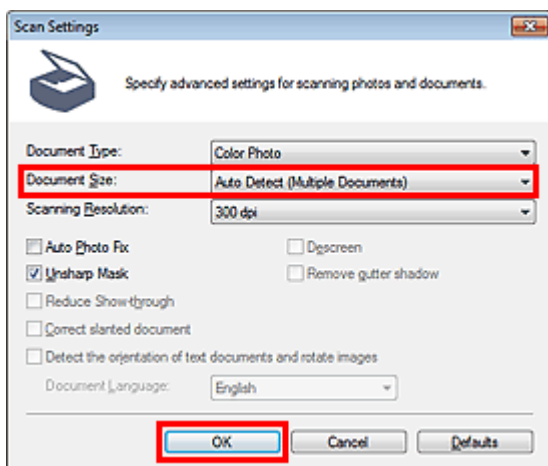 Scan Settings
Specify advanced settings for scanning photos and documents.
Document Type: Color Photo
Document Size: Auto Detect (Multiple Documents)
Scanning Resolution: 300 dpi
Auto Photo Fix Descreen
Unsharp Mask Remove gutter shadow
Reduce Show-through
Correct slanted document
Detect the orientation of text documents and rotate images
Document Language: English
OK Cancel Defaults